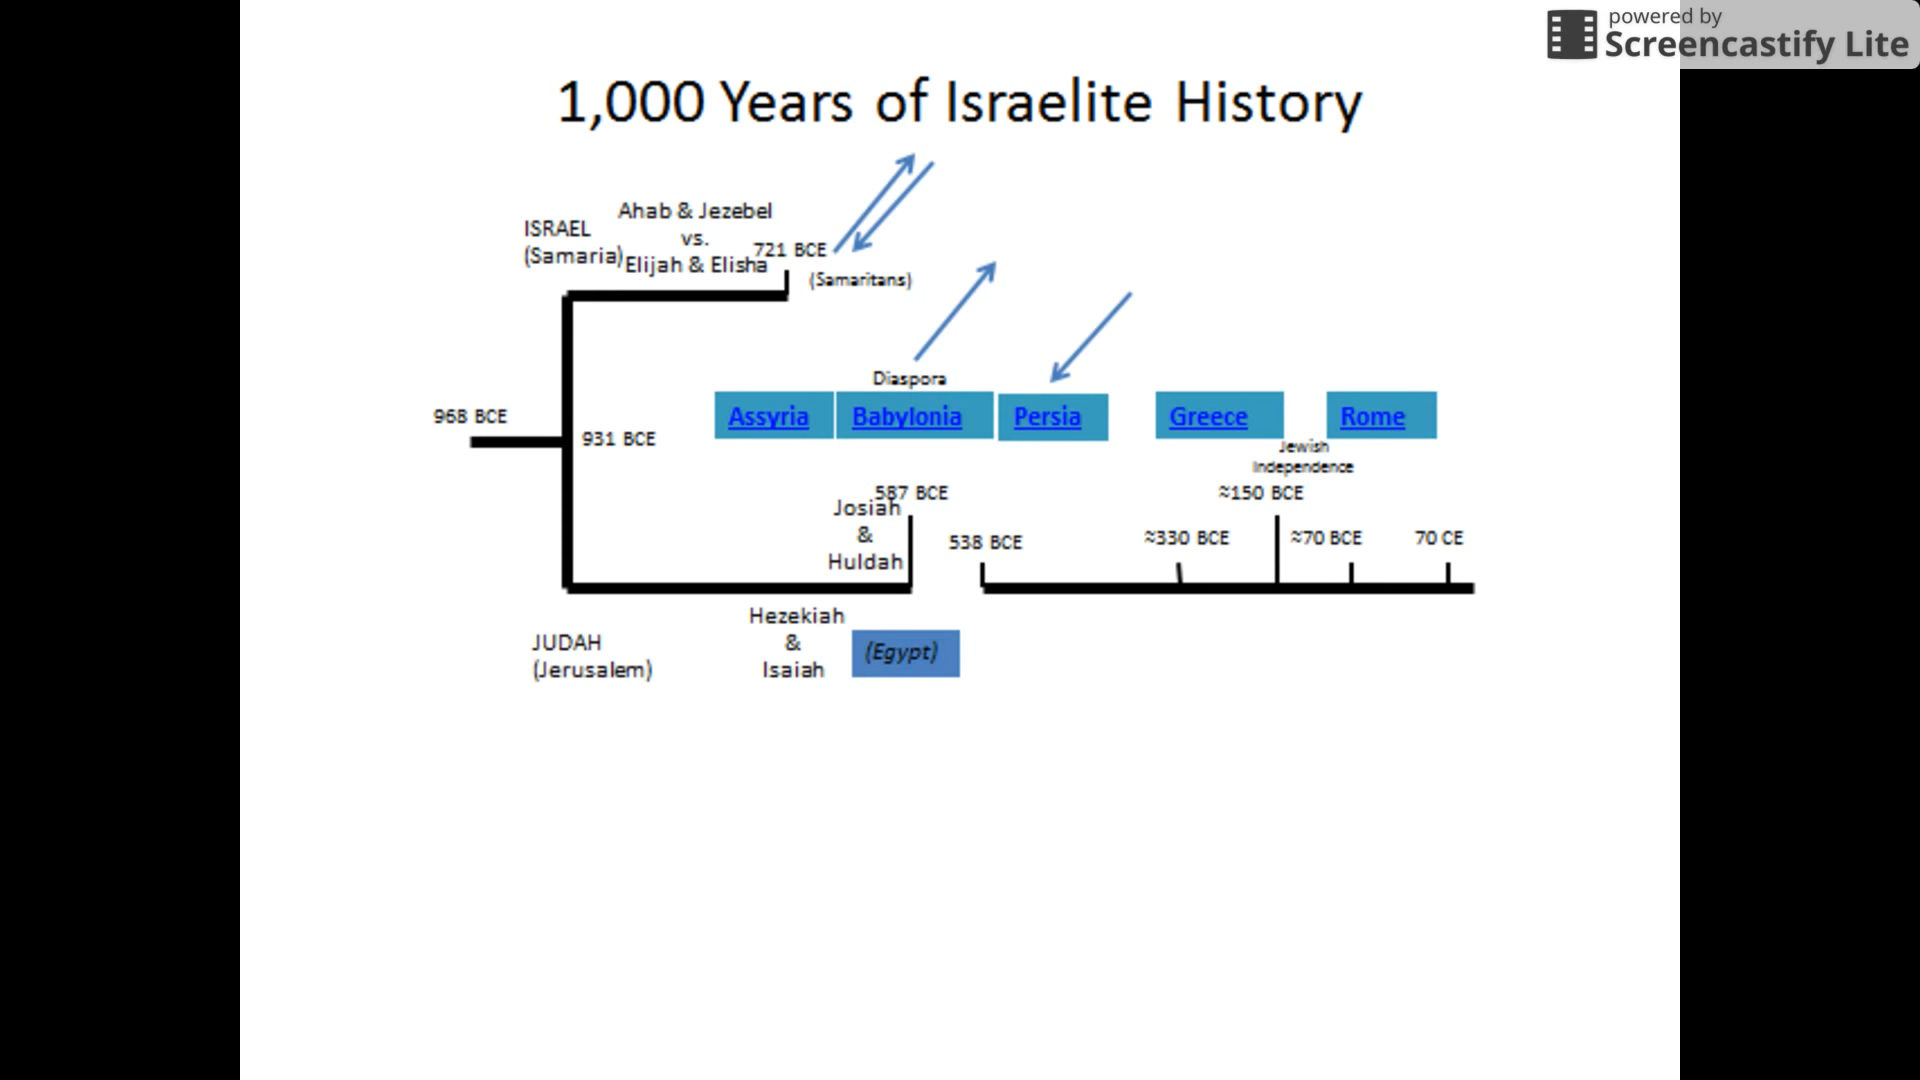 powered by
Screencastify Lite
1,000 Years of Israelite History
ISRAEL
(Samaria)
Ahab & Jezebel
vs.
Elijah & Elisha
721 BCE
(Samaritans)
968 BCE
931 BCE
Diaspora
Assyria
Babylonia
Persia
Greece
Rome
Jewish
Independence
587 BCE
Josiah
&
Huldah
538 BCE
≈330 BCE
≈150 BCE
≈70 BCE
70 CE
JUDAH
(Jerusalem)
Hezekiah
&
Isaiah
(Egypt)